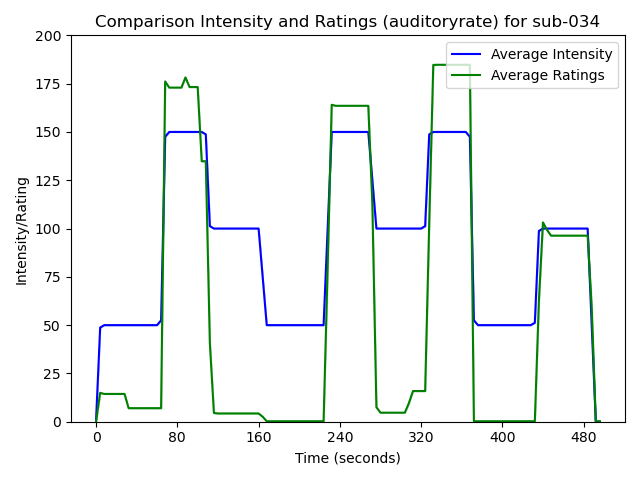 Comparison Intensity and Ratings (auditoryrate) for sub-034
Average Intensity
Average Ratings
Intensity/Rating
200
175
150
125
100
75
50
25
0
0 80 160 240 320 400 480
Time (seconds)